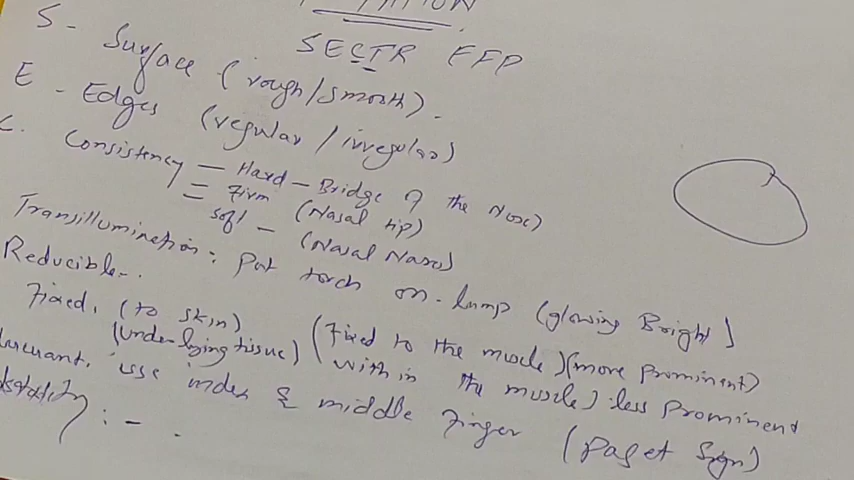 SECTR FFP
S - Surface (rough/smooth).
E - Edges (regular / irregular)
C. Consistency - Hard - Bridge of the Nose)
= Firm (Nasal tip)
soft - (Nasal Nares)
Transillumination: Put torch on lump (glowing Bright)
Reducible..
Fixed. (to skin) (Fixed to the muscle) (more prominent)
(underlying tissue) with in the muscle) less prominent
use index & middle finger (Paget Sign)
: - .